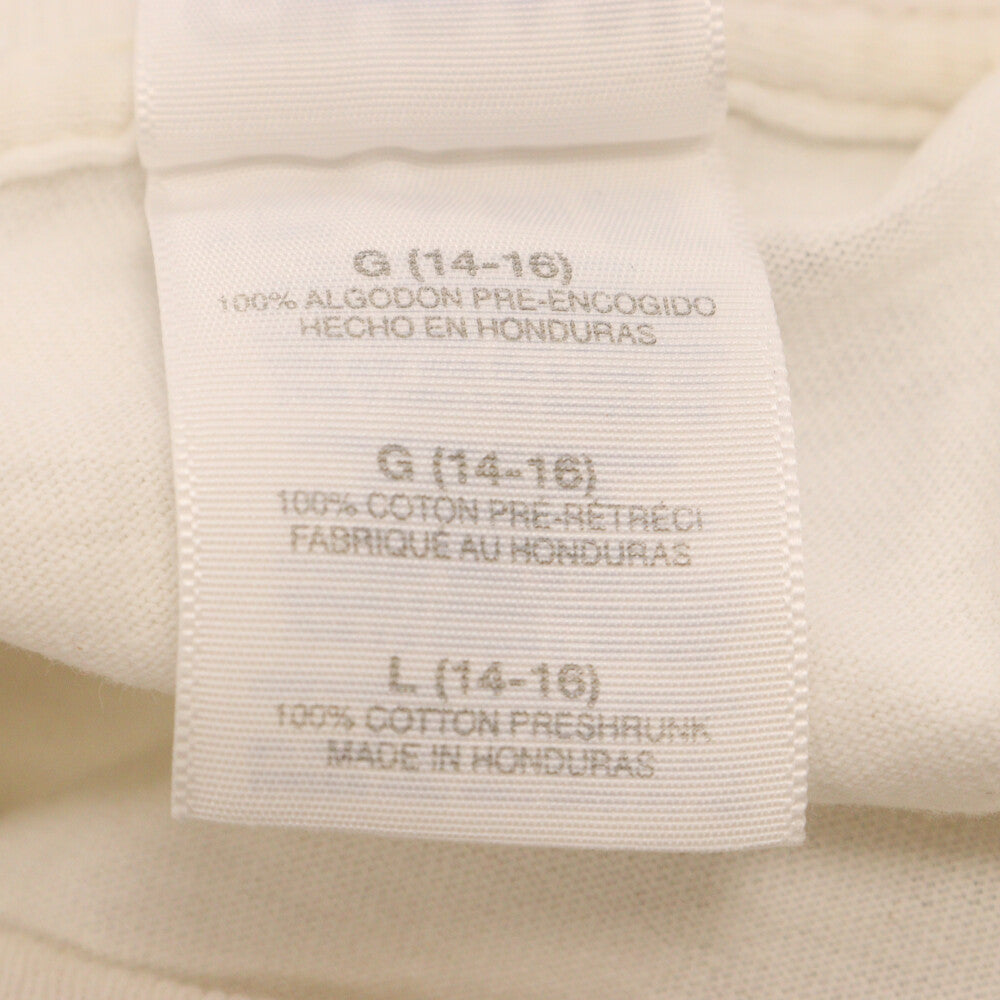 G (14-16)
100% ALGODON PRE-ENCOGIDO
HECHO EN HONDURAS
G (14-16)
100% COTON PRÉ-RÉTRÉCI
FABRIQUÉ AU HONDURAS
L (14-16)
100% COTTON PRESHRUNK
MADE IN HONDURAS